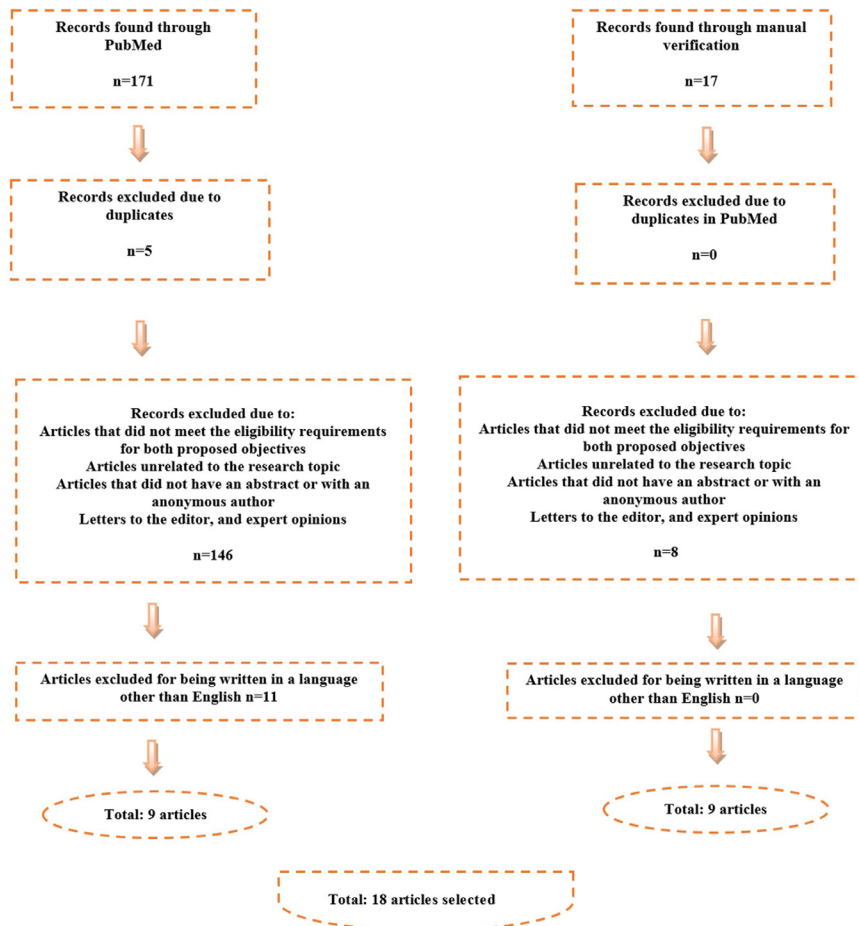 Records found through
PubMed
n=171
Records excluded due to
duplicates
n=5
Records excluded due to:
Articles that did not meet the eligibility requirements
for both proposed objectives
Articles unrelated to the research topic
Articles that did not have an abstract or with an
anonymous author
Letters to the editor, and expert opinions
n=146
Articles excluded for being written in a language
other than English n=11
Total: 9 articles
Records found through manual
verification
n=17
Records excluded due to
duplicates in PubMed
n=0
Records excluded due to:
Articles that did not meet the eligibility requirements for
both proposed objectives
Articles unrelated to the research topic
Articles that did not have an abstract or with an
anonymous author
Letters to the editor, and expert opinions
n=8
Articles excluded for being written in a language
other than English n=0
Total: 9 articles
Total: 18 articles selected